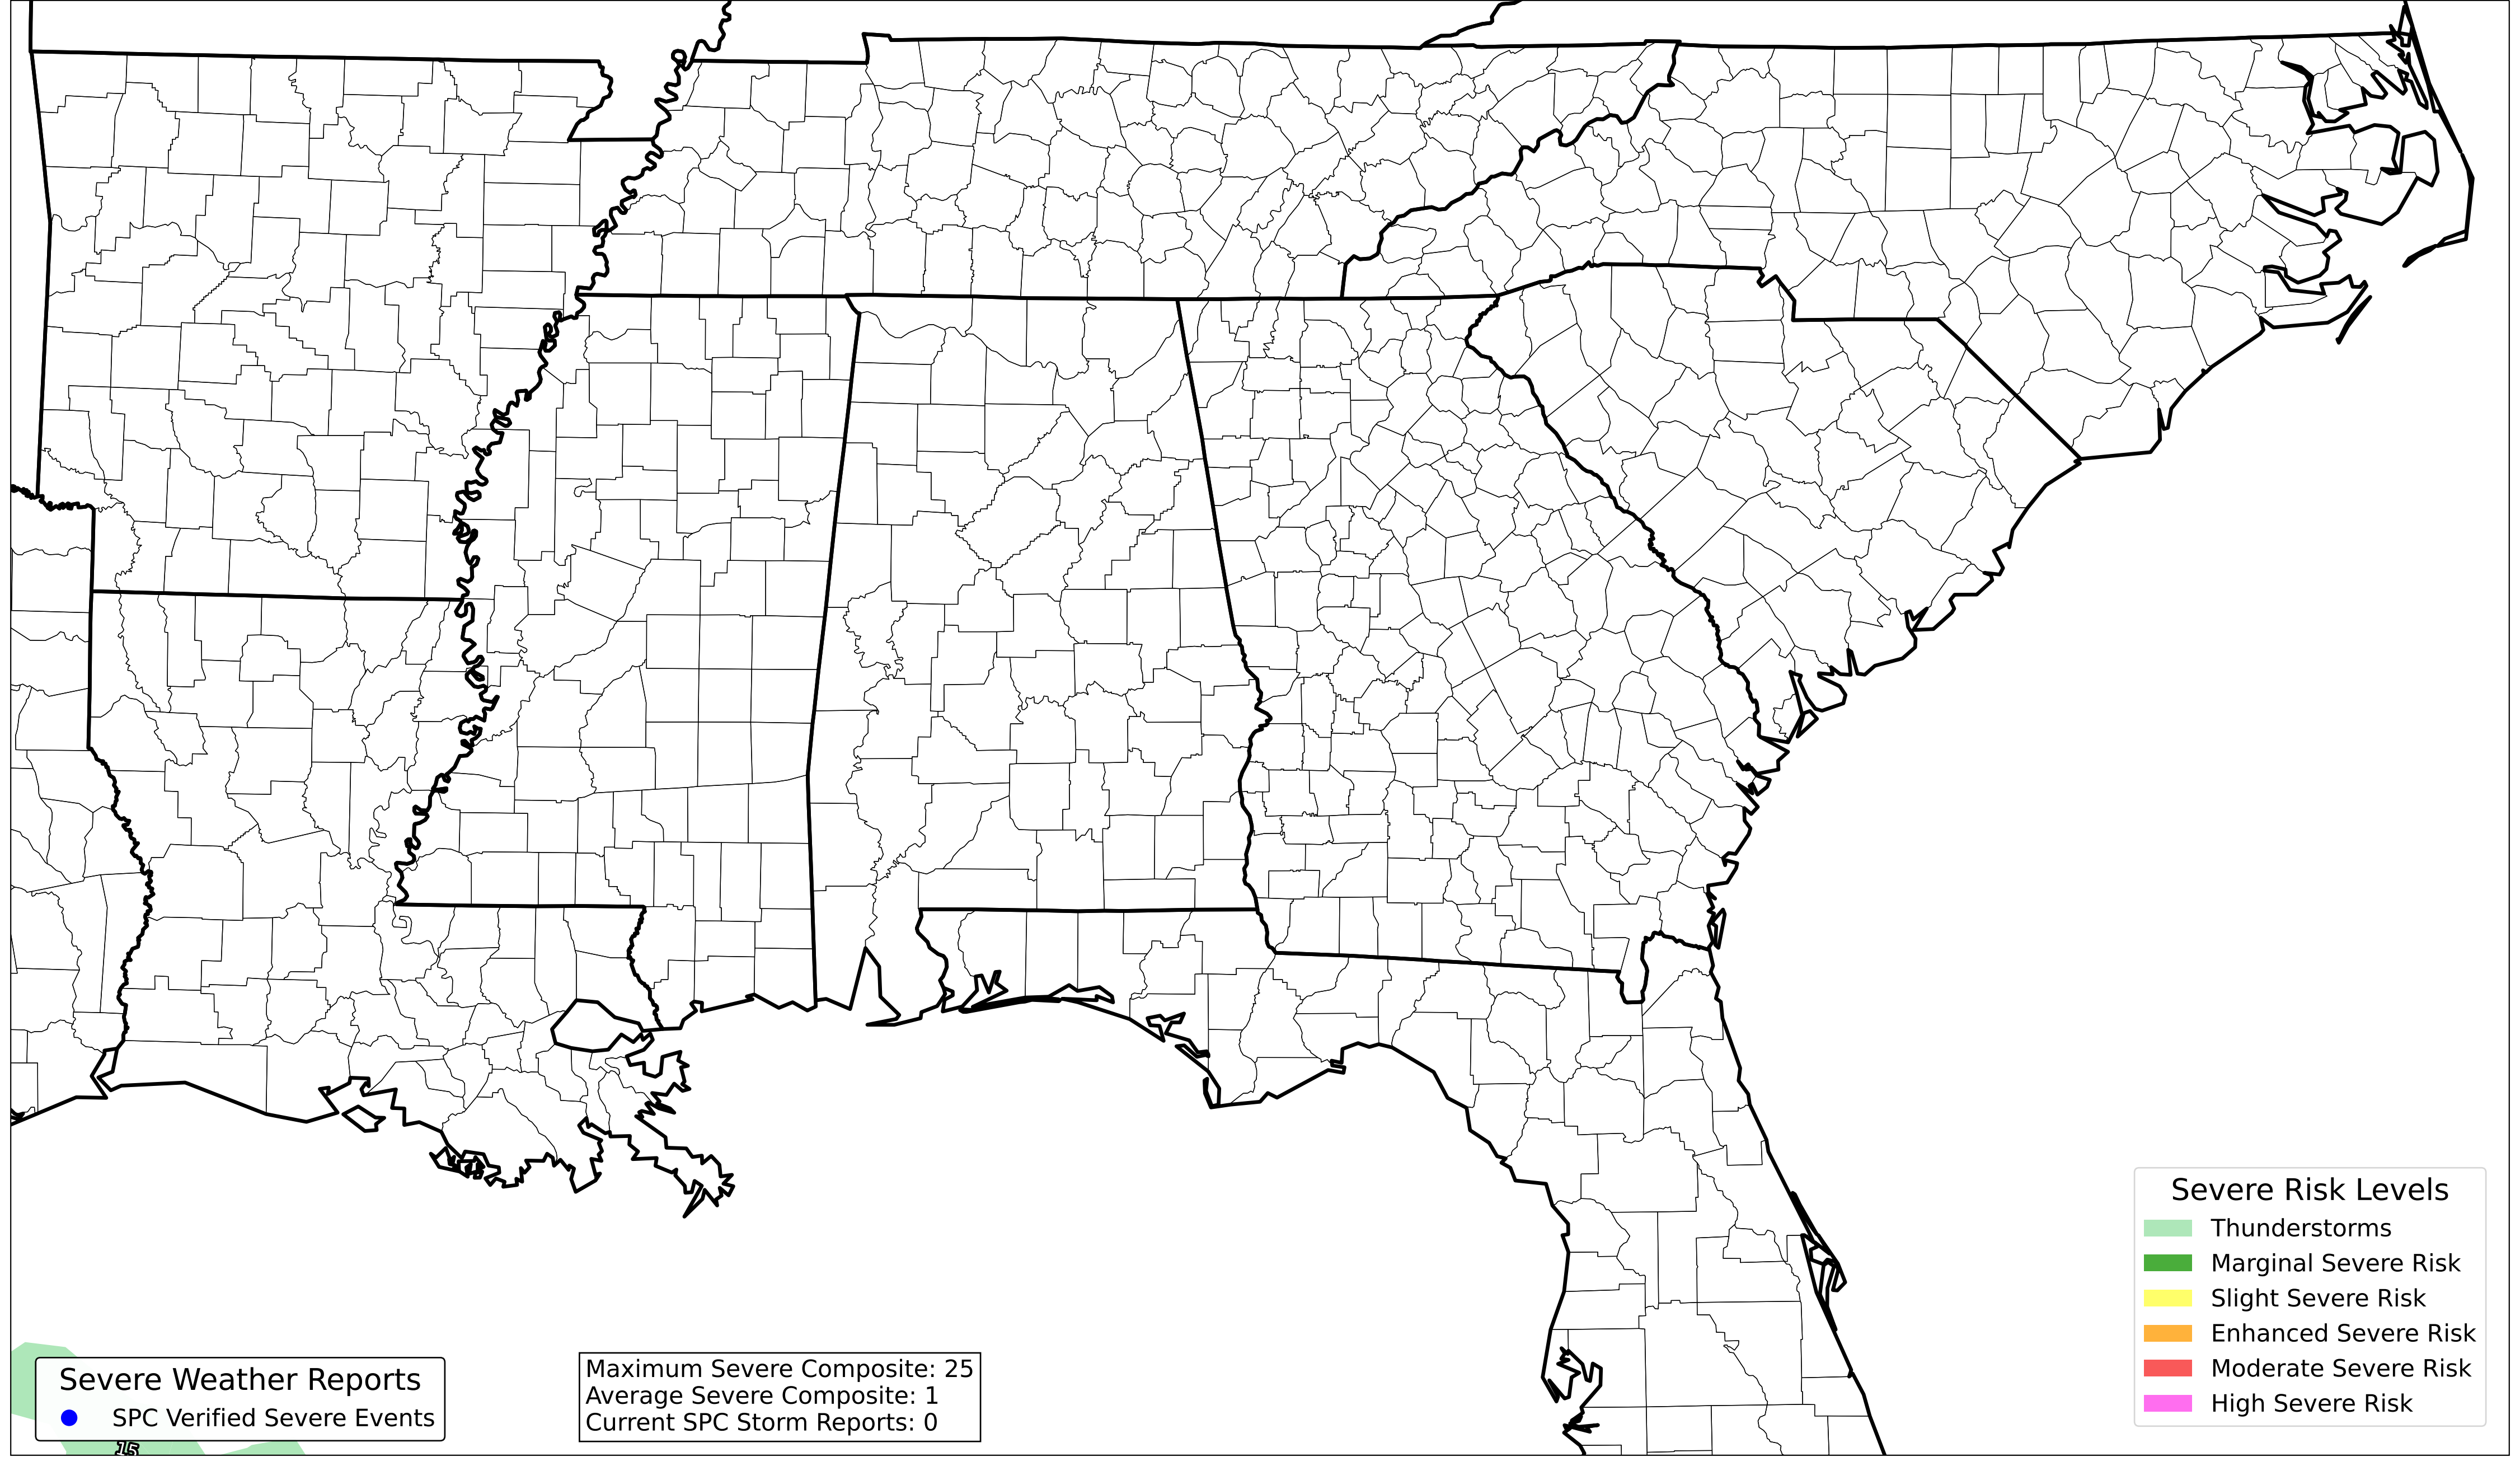 Severe Risk Levels
Thunderstorms
Marginal Severe Risk
Slight Severe Risk
Enhanced Severe Risk
Moderate Severe Risk
High Severe Risk
Severe Weather Reports
SPC Verified Severe Events
Maximum Severe Composite: 25
Average Severe Composite: 1
Current SPC Storm Reports: 0
15